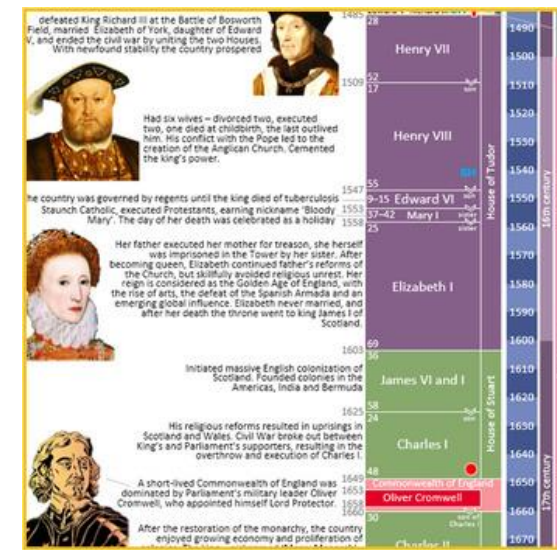 1485
28
1490
defeated King Richard III at the Battle of Bosworth
Field, married Elizabeth of York, daughter of Edward
V, and ended the civil war by uniting the two Houses.
With newfound stability the country prospered
Henry VII
1500
52
1509
17
son
1510
Had six wives – divorced two, executed
two, one died at childbirth, the last outlived
him. His conflict with the Pope led to the
creation of the Anglican Church. Cemented
the king's power.
Henry VIII
1520
1530
1540
55
1547
son
he country was governed by regents until the king died of tuberculosis
9–15 Edward VI
1550
Staunch Catholic, executed Protestants, earning nickname 'Bloody
Mary'. The day of her death was celebrated as a holiday
1553
1558
37–42 Mary I
sister
sister
25
1560
House of Tudor
16th century
Her father executed her mother for treason, she herself
was imprisoned in the Tower by her sister. After
becoming queen, Elizabeth continued father's reforms of
the Church, but skillfully avoided religious unrest. Her
reign is considered as the Golden Age of England, with
the rise of arts, the defeat of the Spanish Armada and an
emerging global influence. Elizabeth never married, and
after her death the throne went to king James I of
Scotland.
Elizabeth I
1570
1580
1590
1600
69
1603
36
Initiated massive English colonization of
Scotland. Founded colonies in the
Americas, India and Bermuda
James VI and I
1610
1620
58
1625
24
son
His religious reforms resulted in uprisings in
Scotland and Wales. Civil War broke out between
King's and Parliament's supporters, resulting in the
overthrow and execution of Charles I.
Charles I
1630
1640
48
House of Stuart
17th century
1649
Commonwealth of England
1650
A short-lived Commonwealth of England was
dominated by Parliament's military leader Oliver
Cromwell, who appointed himself Lord Protector.
1653
1658
Oliver Cromwell
1660
30
son of
Charles I
1660
After the restoration of the monarchy, the country
enjoyed growing economy and proliferation of
Charles II
1670